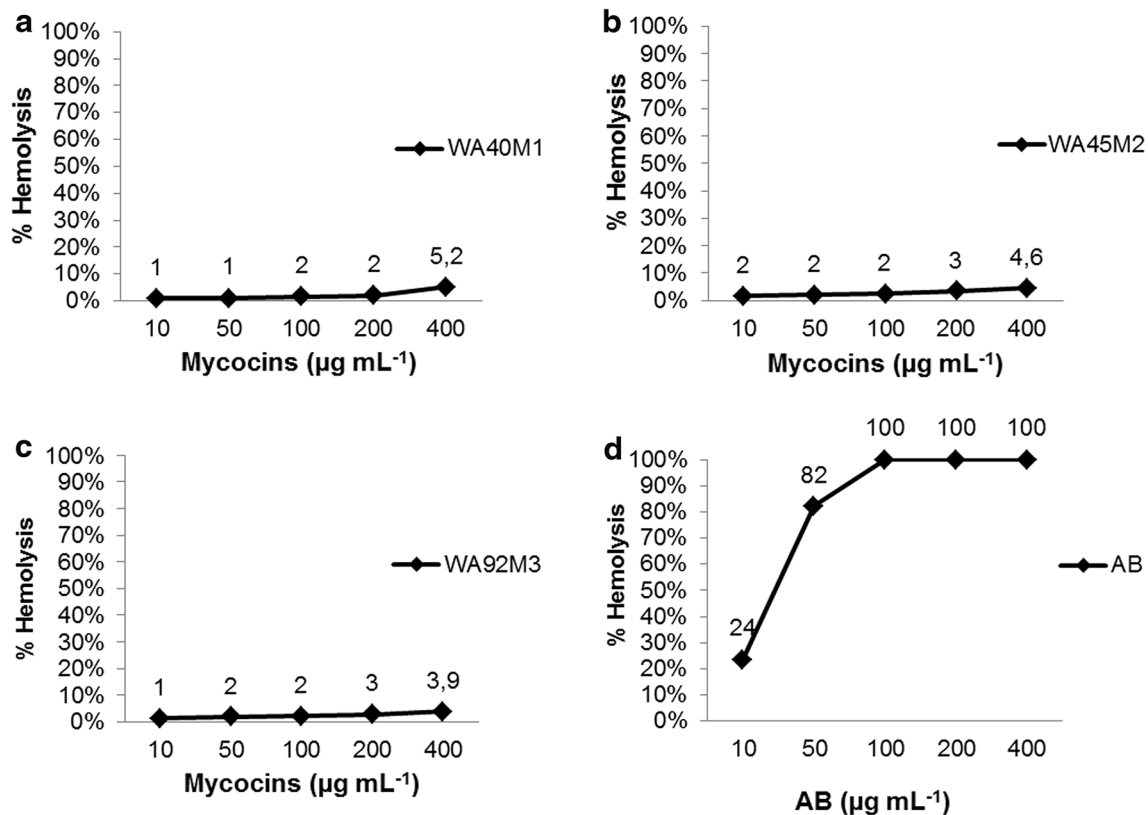 a
100%
90%
80%
70%
60%
50%
40%
30%
20%
10%
0%
% Hemolysis
1 1 2 2 5,2
10 50 100 200 400
Mycocins (µg mL-1)
WA40M1
b
100%
90%
80%
70%
60%
50%
40%
30%
20%
10%
0%
% Hemolysis
2 2 2 3 4,6
10 50 100 200 400
Mycocins (µg mL-1)
WA45M2
c
100%
90%
80%
70%
60%
50%
40%
30%
20%
10%
0%
% Hemolysis
1 2 2 3 3,9
10 50 100 200 400
Mycocins (µg mL-1)
WA92M3
d
100%
90%
80%
70%
60%
50%
40%
30%
20%
10%
0%
% Hemolysis
24 82 100 100 100
10 50 100 200 400
AB (µg mL-1)
AB